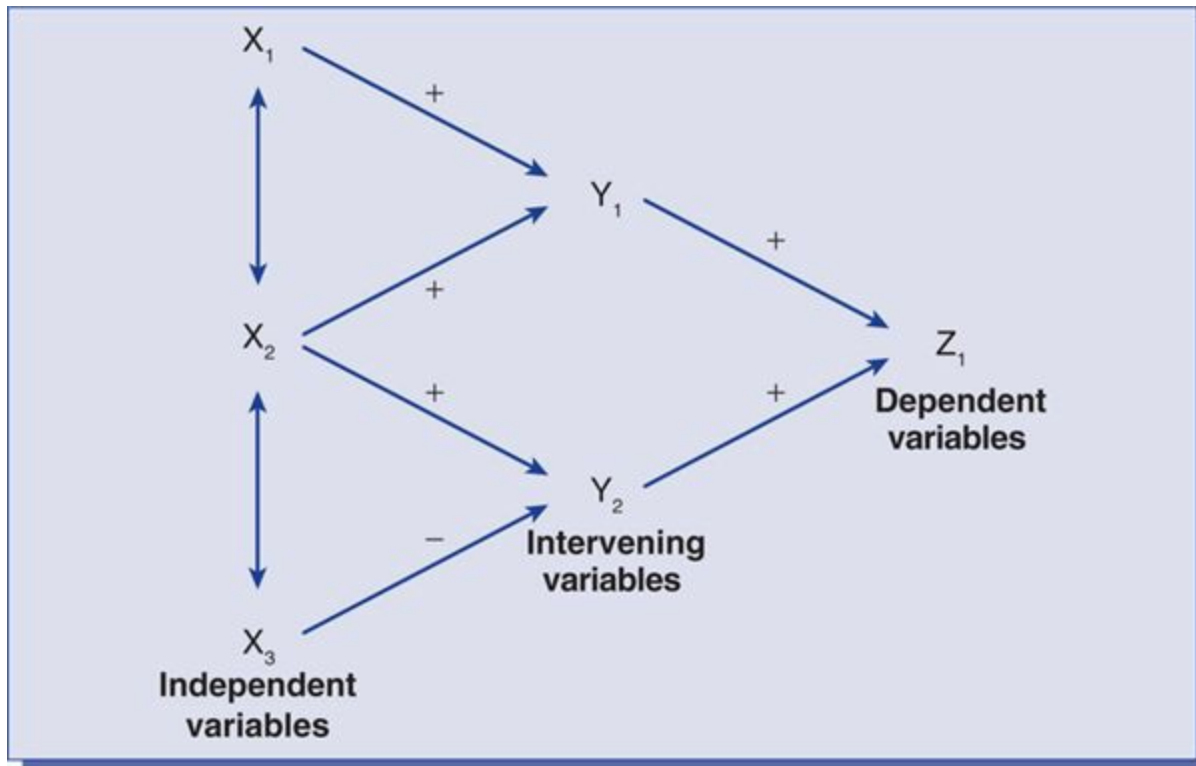 X₁
+
Y₁
+
+
X₂
Z₁
+
+
Dependent
variables
Y₂
−
Intervening
variables
X₃
Independent
variables